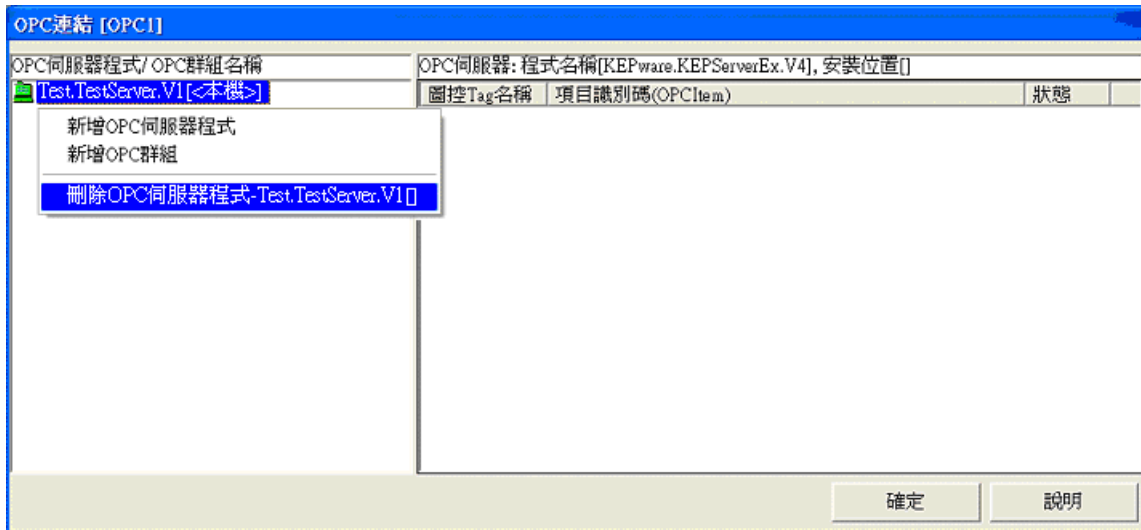 OPC連結 [OPC1]
OPC伺服器程式/ OPC群組名稱
OPC伺服器: 程式名稱[KEPware.KEPServerEx.V4], 安裝位置[]
Test.TestServer.V1[<本機>]
圖控Tag名稱 項目識別碼(OPCItem) 狀態
新增OPC伺服器程式
新增OPC群組
刪除OPC伺服器程式-Test.TestServer.V1[]
確定 說明